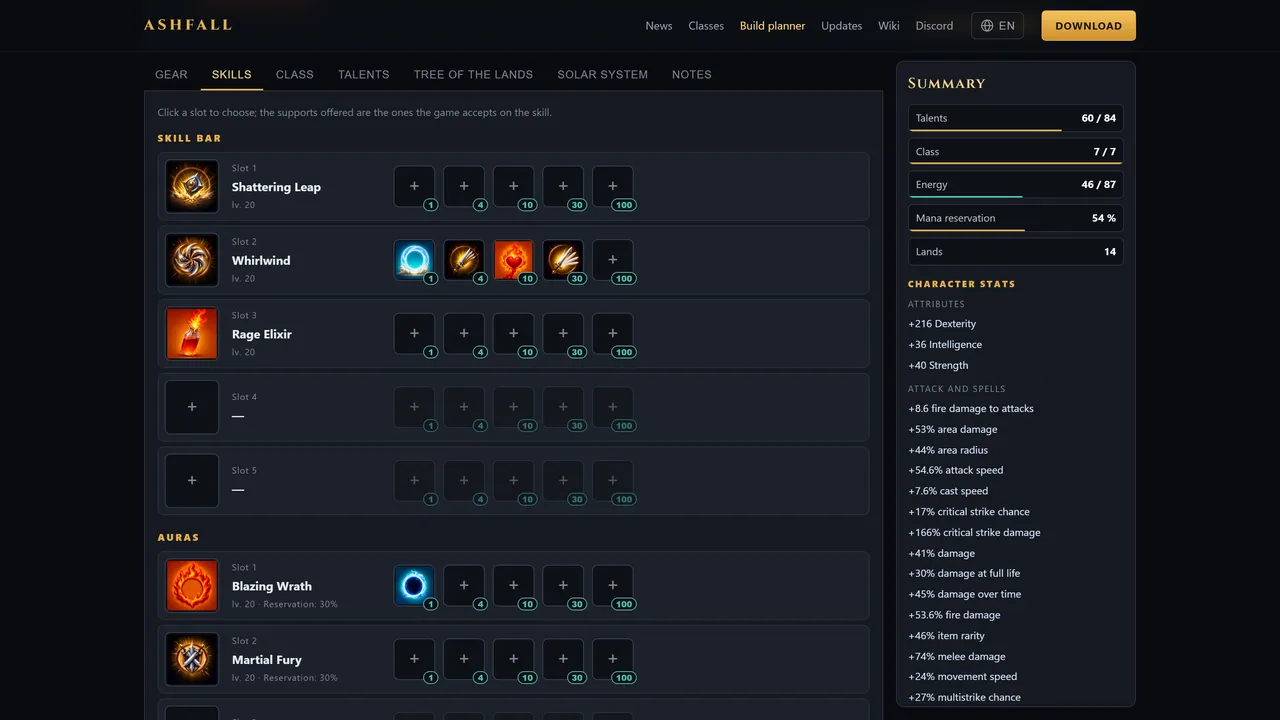 ASHFALL
News Classes Build planner Updates Wiki Discord EN DOWNLOAD
GEAR SKILLS CLASS TALENTS TREE OF THE LANDS SOLAR SYSTEM NOTES
Click a slot to choose; the supports offered are the ones the game accepts on the skill.
SKILL BAR
Slot 1
Shattering Leap
lv. 20
1 4 10 30 100
Slot 2
Whirlwind
lv. 20
1 4 10 30 100
Slot 3
Rage Elixir
lv. 20
1 4 10 30 100
Slot 4
—
1 4 10 30 100
Slot 5
—
1 4 10 30 100
AURAS
Slot 1
Blazing Wrath
lv. 20 · Reservation: 30%
1 4 10 30 100
Slot 2
Martial Fury
lv. 20 · Reservation: 30%
1 4 10 30 100
SUMMARY
Talents 60 / 84
Class 7 / 7
Energy 46 / 87
Mana reservation 54 %
Lands 14
CHARACTER STATS
ATTRIBUTES
+216 Dexterity
+36 Intelligence
+40 Strength
ATTACK AND SPELLS
+8.6 fire damage to attacks
+53% area damage
+44% area radius
+54.6% attack speed
+7.6% cast speed
+17% critical strike chance
+166% critical strike damage
+41% damage
+30% damage at full life
+45% damage over time
+53.6% fire damage
+46% item rarity
+74% melee damage
+24% movement speed
+27% multistrike chance